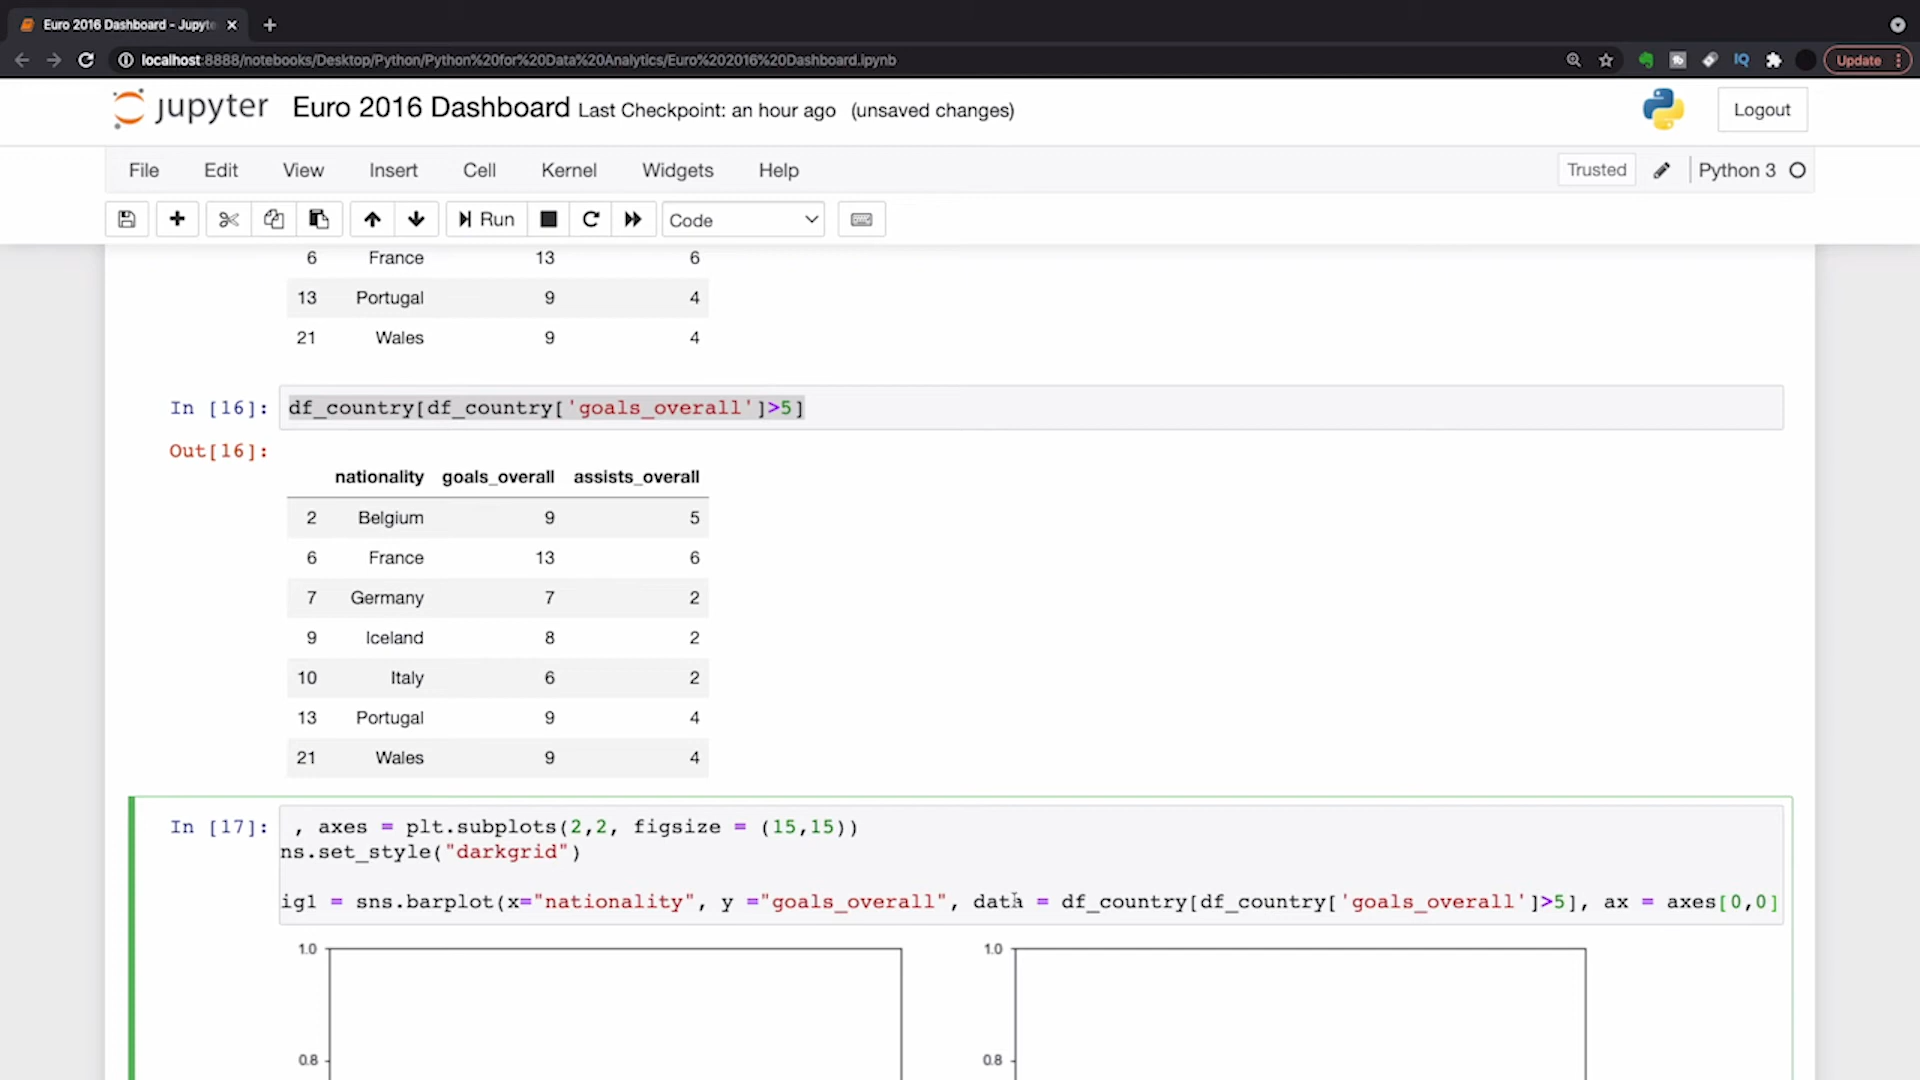 Euro 2016 Dashboard - Jupyte
localhost:8888/notebooks/Desktop/Python/Python%20for%20Data%20Analytics/Euro%202016%20Dashboard.ipynb
IQ
Update
jupyter Euro 2016 Dashboard Last Checkpoint: an hour ago (unsaved changes)
Logout
File Edit View Insert Cell Kernel Widgets Help
Trusted Python 3
Run Code
6 France 13 6
13 Portugal 9 4
21 Wales 9 4
In [16]: df_country[df_country['goals_overall']>5]
Out[16]:
nationality goals_overall assists_overall
2 Belgium 9 5
6 France 13 6
7 Germany 7 2
9 Iceland 8 2
10 Italy 6 2
13 Portugal 9 4
21 Wales 9 4
In [17]: , axes = plt.subplots(2,2, figsize = (15,15))
ns.set_style("darkgrid")
ig1 = sns.barplot(x="nationality", y ="goals_overall", data = df_country[df_country['goals_overall']>5], ax = axes[0,0]
1.0 1.0
0.8 0.8